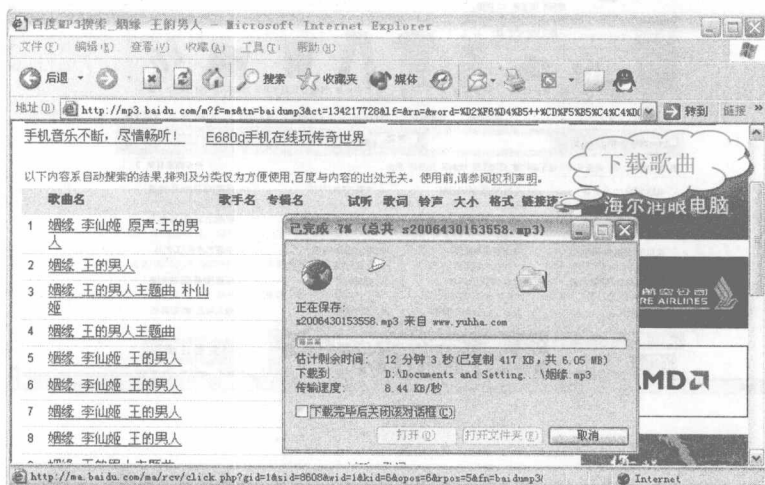 百度MP3搜索_姻缘 王的男人 - Microsoft Internet Explorer
文件(F) 编辑(E) 查看(V) 收藏(A) 工具(T) 帮助(H)
后退 搜索 收藏夹 媒体
地址(D) http://mp3.baidu.com/m?f=ms&tn=baidump3&ct=134217728&lf=&rn=&word=%D2%F6%D4%B5++%CD%F5%B5%C4%C4%D0 转到 链接 »
手机音乐不断，尽情畅听！ E680g手机在线玩传奇世界
下载歌曲
以下内容系自动搜索的结果,排列及分类仅为方便使用,百度与内容的出处无关。使用前,请参阅权利声明。
歌曲名 歌手名 专辑名 试听 歌词 铃声 大小 格式 链接速
海尔润眼电脑
1 姻缘 李仙姬 原声:王的男
人
2 姻缘 王的男人
3 姻缘 王的男人主题曲 朴仙
姬
4 姻缘 王的男人主题曲
5 姻缘 李仙姬 王的男人
6 姻缘 李仙姬 王的男人
7 姻缘 李仙姬 王的男人
8 姻缘 李仙姬 王的男人
已完成 7% (总共 s2006430153558.mp3)
正在保存:
s2006430153558.mp3 来自 www.yuhha.com
估计剩余时间: 12 分钟 3 秒(已复制 417 KB,共 6.05 MB)
下载到: D:\Documents and Setting...\姻缘.mp3
传输速度: 8.44 KB/秒
下载完毕后关闭该对话框(C)
打开(O) 打开文件夹(F) 取消
航空公司
RE AIRLINES
AMD
http://ma.baidu.com/ma/rcv/click.php?gid=1&sid=8608&wid=1&kid=6&opos=6&rpos=5&fn=baidump3/ Internet